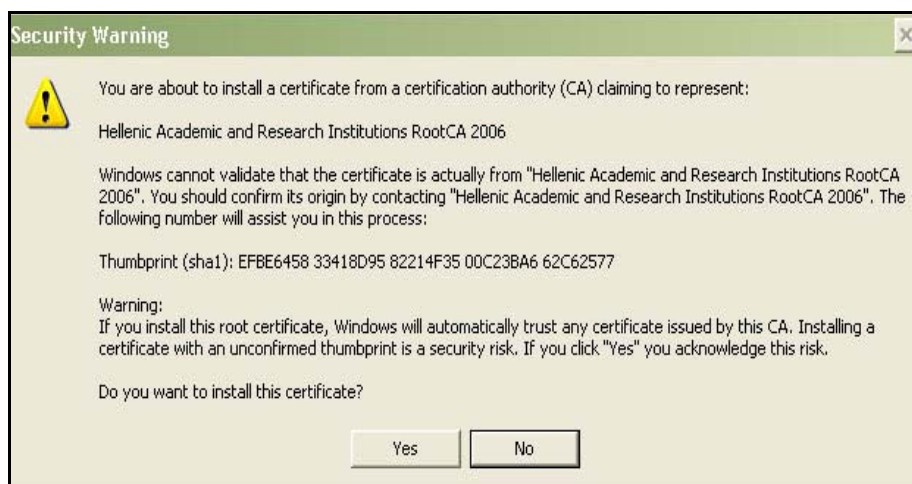 Security Warning
You are about to install a certificate from a certification authority (CA) claiming to represent:
Hellenic Academic and Research Institutions RootCA 2006
Windows cannot validate that the certificate is actually from "Hellenic Academic and Research Institutions RootCA
2006". You should confirm its origin by contacting "Hellenic Academic and Research Institutions RootCA 2006". The
following number will assist you in this process:
Thumbprint (sha1): EFBE6458 33418D95 82214F35 00C23BA6 62C62577
Warning:
If you install this root certificate, Windows will automatically trust any certificate issued by this CA. Installing a
certificate with an unconfirmed thumbprint is a security risk. If you click "Yes" you acknowledge this risk.
Do you want to install this certificate?
Yes No